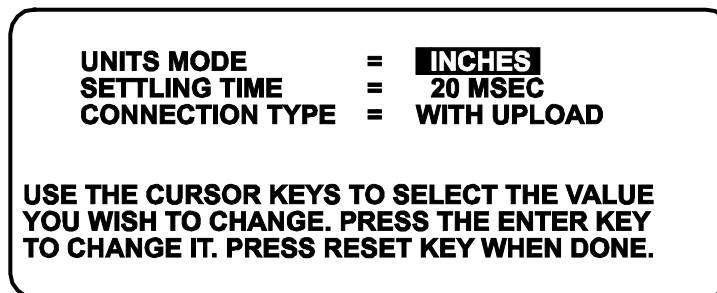 UNITS MODE = INCHES
SETTLING TIME = 20 MSEC
CONNECTION TYPE = WITH UPLOAD
USE THE CURSOR KEYS TO SELECT THE VALUE
YOU WISH TO CHANGE. PRESS THE ENTER KEY
TO CHANGE IT. PRESS RESET KEY WHEN DONE.